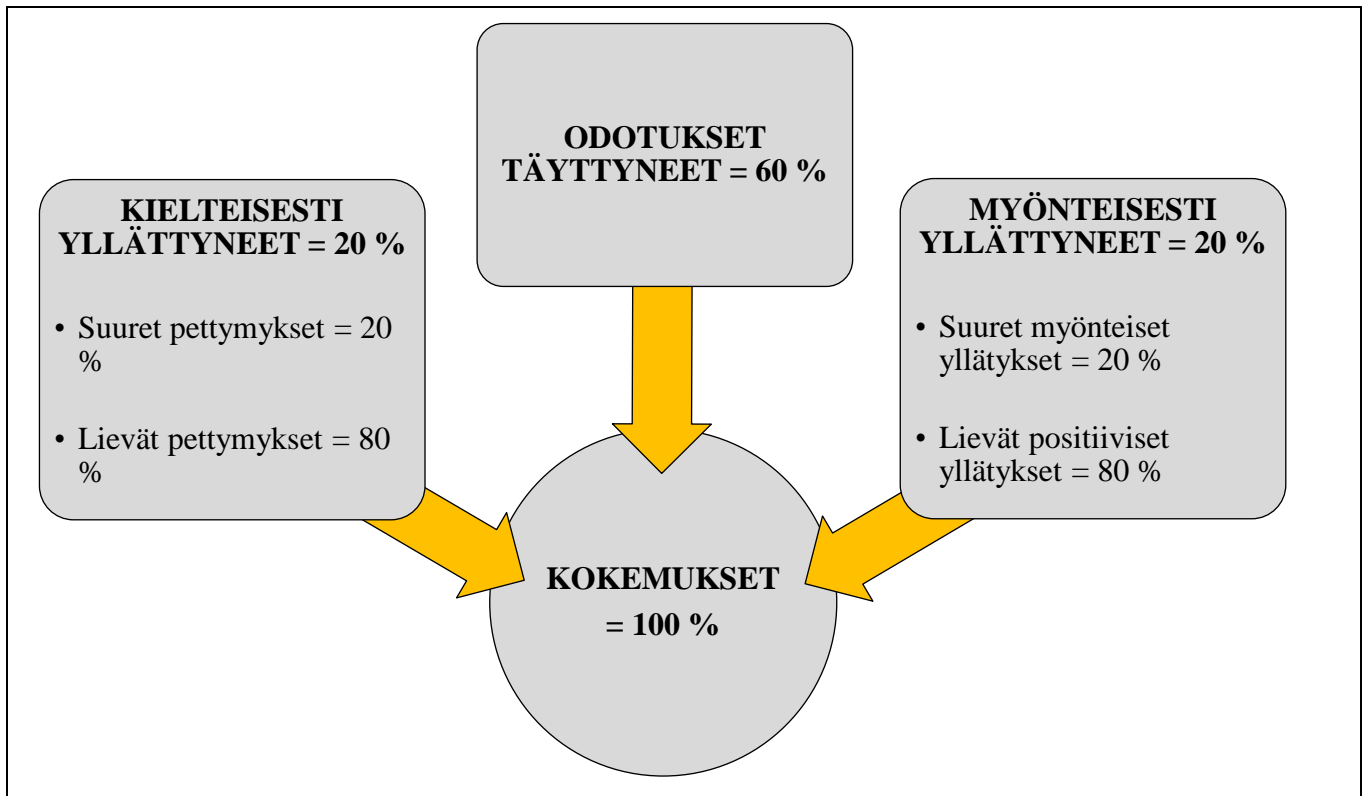 ODOTUKSET
TÄYTTYNEET = 60 %
KIELTEISESTI
YLLÄTTYNEET = 20 %
• Suuret pettymykset = 20
%
• Lievät pettymykset = 80
%
MYÖNTEISESTI
YLLÄTTYNEET = 20 %
• Suuret myönteiset
yllätykset = 20 %
• Lievät positiiviset
yllätykset = 80 %
KOKEMUKSET
= 100 %